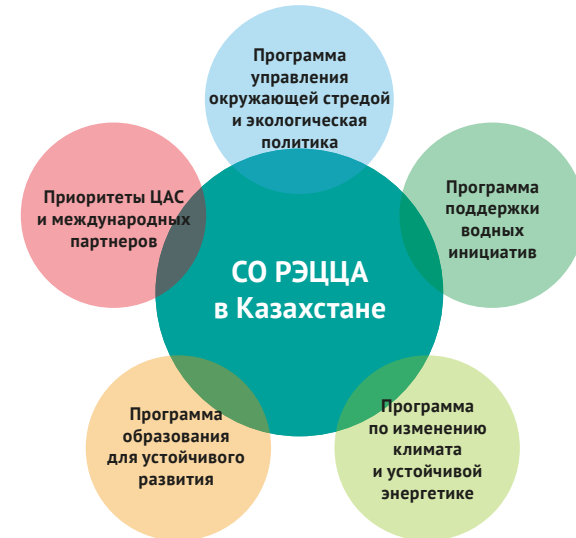 Программа
управления
окружающей стредой
и экологическая
политика
Приоритеты ЦАС
и международных
партнеров
Программа
поддержки
водных
инициатив
СО РЭЦЦА
в Казахстане
Программа
образования
для устойчивого
развития
Программа
по изменению
климата
и устойчивой
энергетике